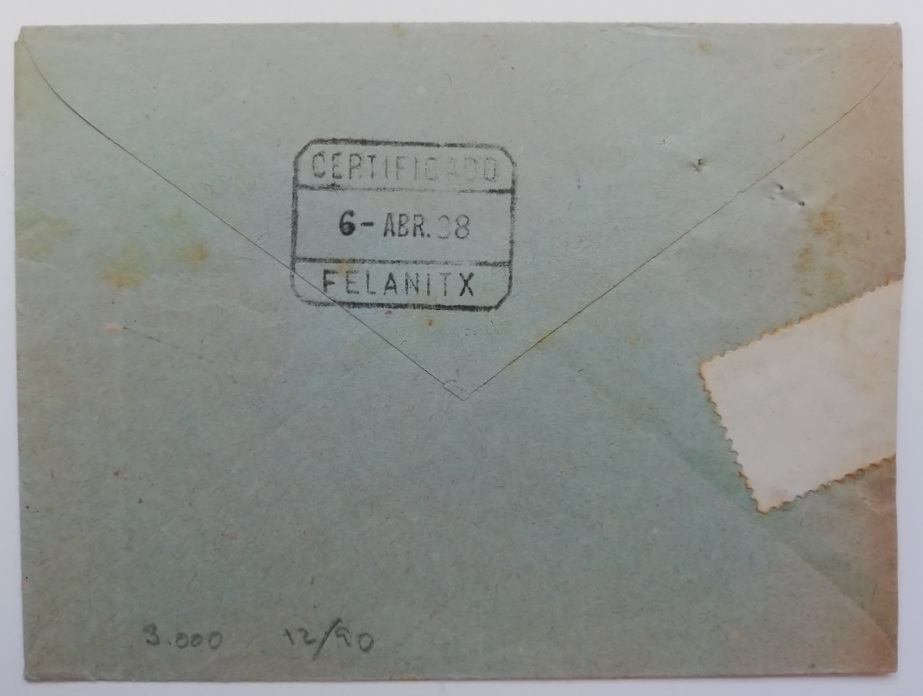 CERTIFICADO
6- ABR. 38
FELANITX
3.000 12/90